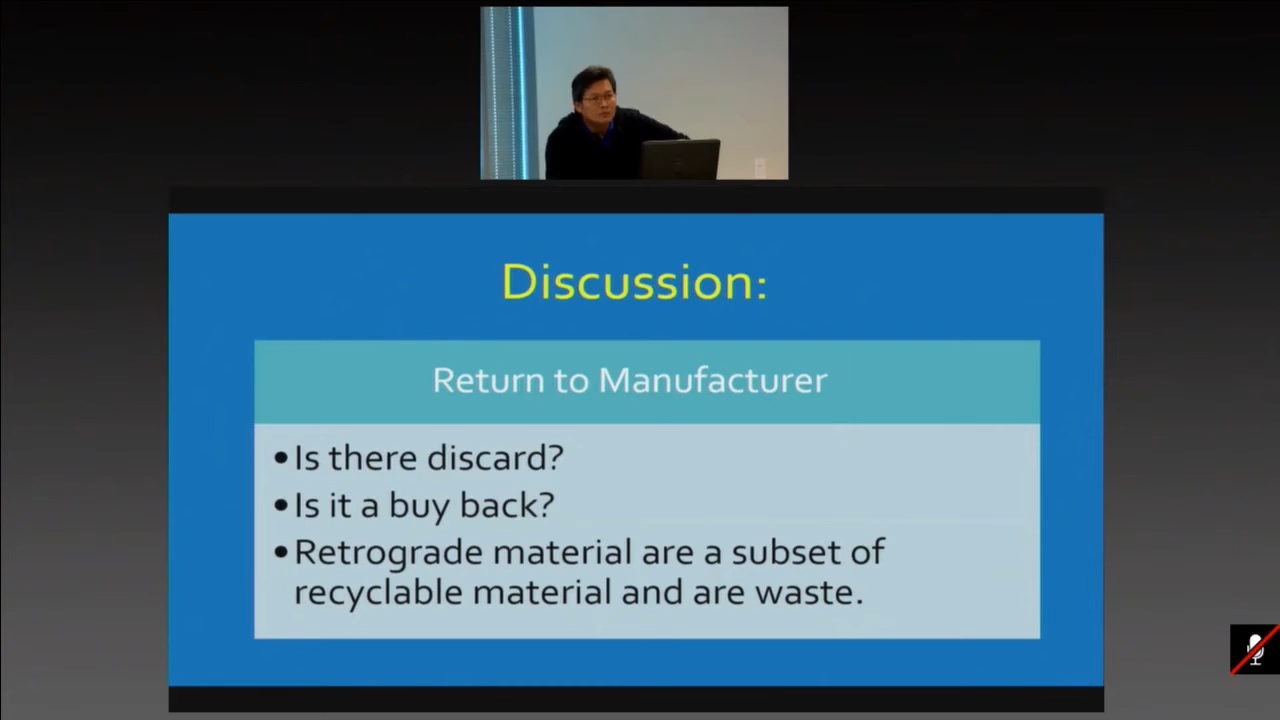 Discussion:
Return to Manufacturer
•Is there discard?
•Is it a buy back?
•Retrograde material are a subset of
recyclable material and are waste.